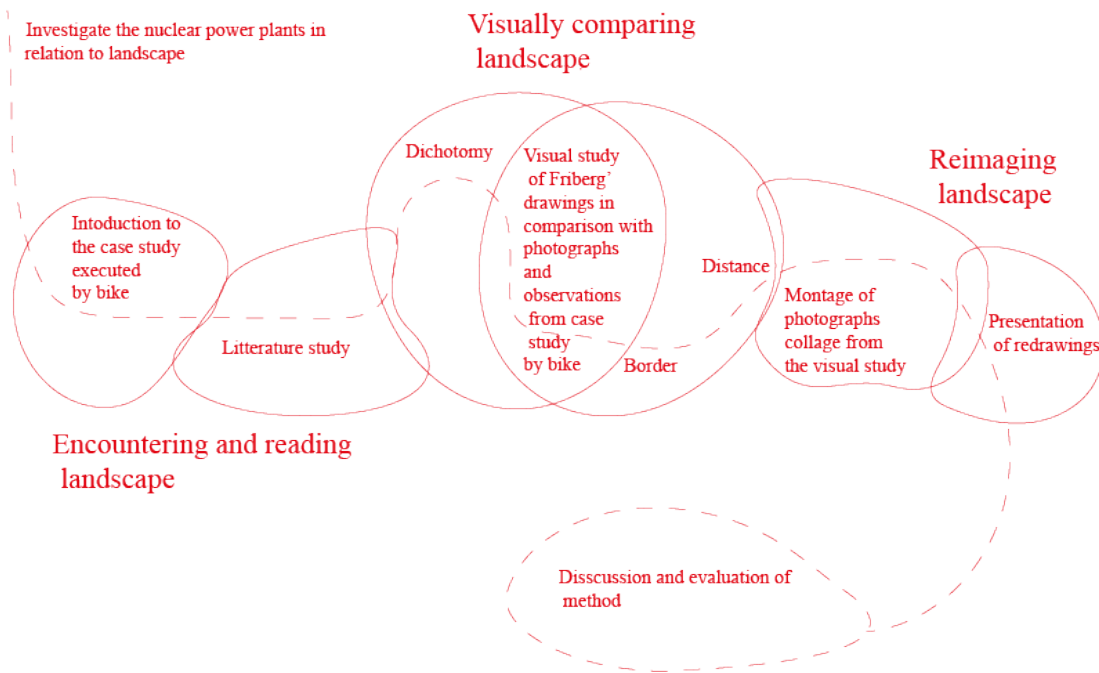 Investigate the nuclear power plants in
relation to landscape
Visually comparing
landscape
Dichotomy
Visual study
of Friberg’
drawings in
comparison with
photographs
and
observations
from case
study
by bike
Reimaging
landscape
Intoduction to
the case study
executed
by bike
Distance
Montage of
photographs
collage from
the visual study
Presentation
of redrawings
Litterature study
Border
Encountering and reading
landscape
Disscussion and evaluation of
method